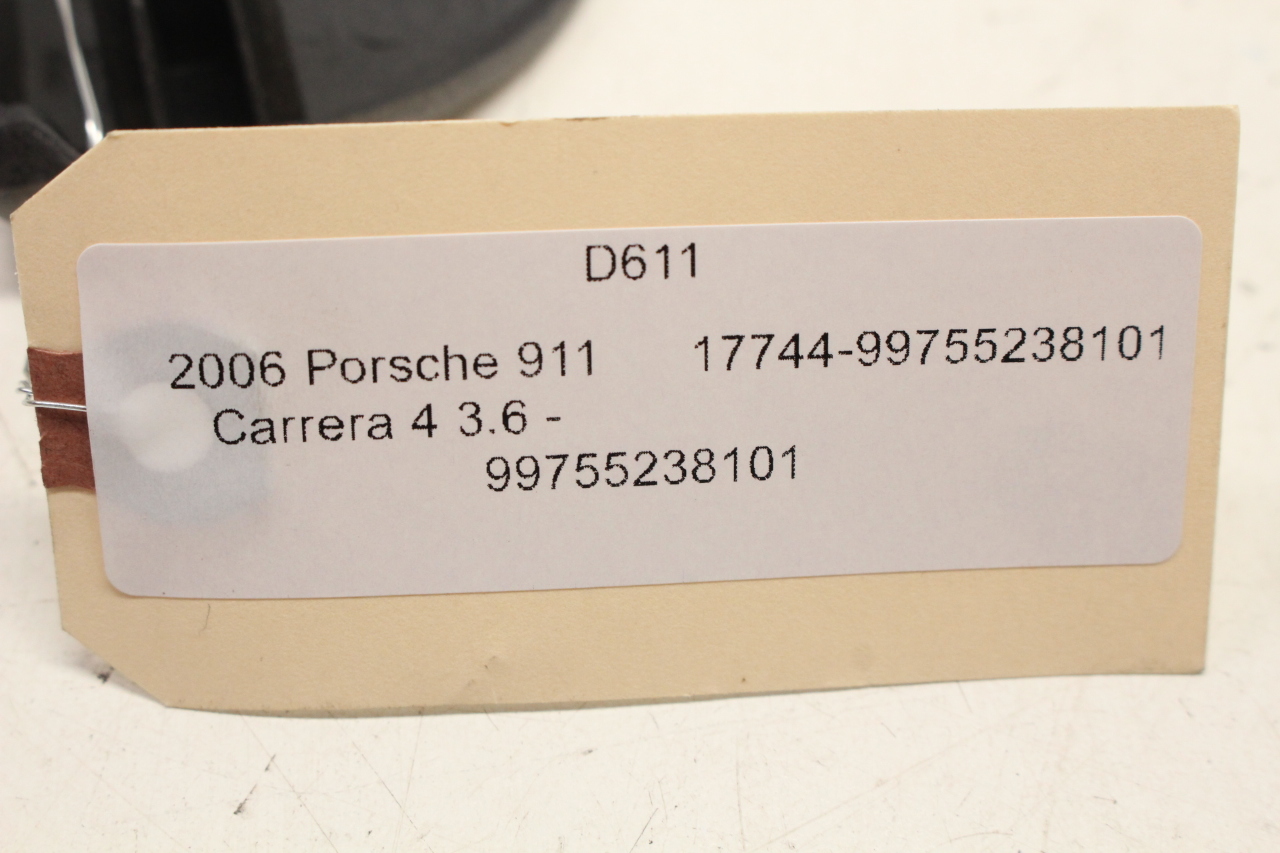 D611
2006 Porsche 911 17744-99755238101
Carrera 4 3.6 -
99755238101